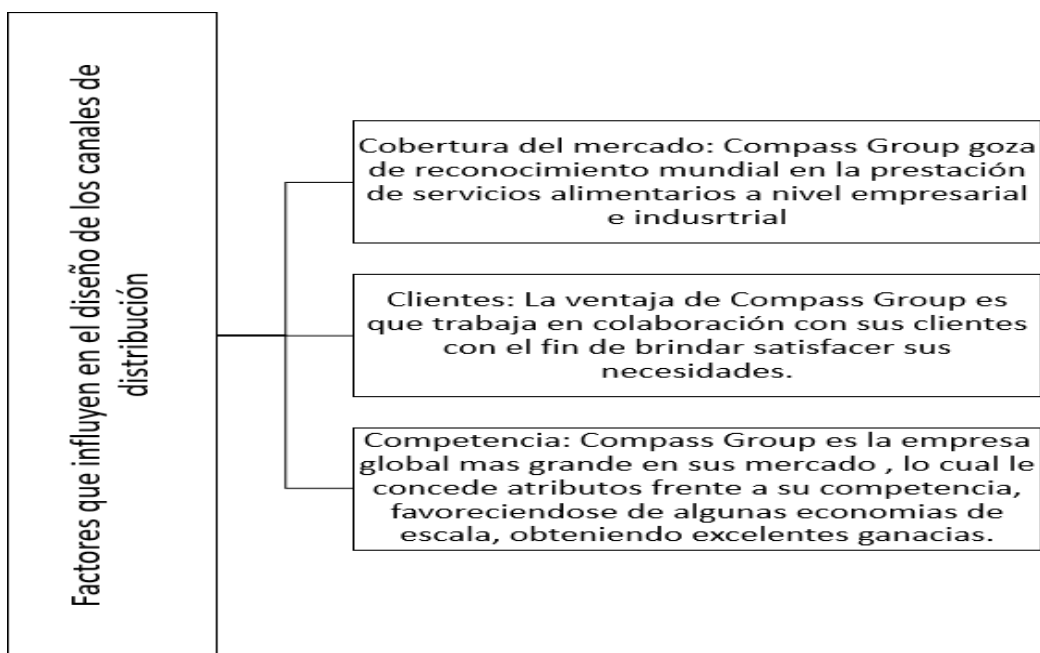 Factores que influyen en el diseño de los canales de
distribución
Cobertura del mercado: Compass Group goza
de reconocimiento mundial en la prestación
de servicios alimentarios a nivel empresarial
e indusrtrial
Clientes: La ventaja de Compass Group es
que trabaja en colaboración con sus clientes
con el fin de brindar satisfacer sus
necesidades.
Competencia: Compass Group es la empresa
global mas grande en sus mercado , lo cual le
concede atributos frente a su competencia,
favoreciendose de algunas economias de
escala, obteniendo excelentes ganacias.